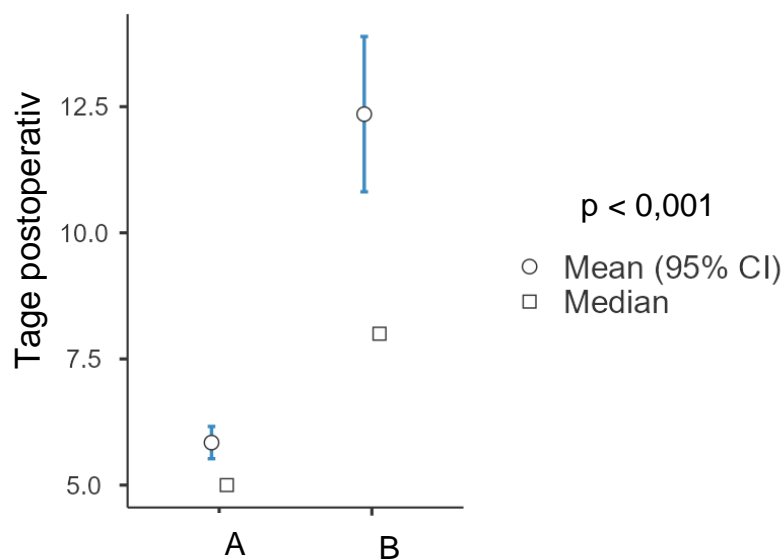 Tage postoperativ
12.5
10.0
7.5
5.0
A
B
p < 0,001
Mean (95% CI)
Median